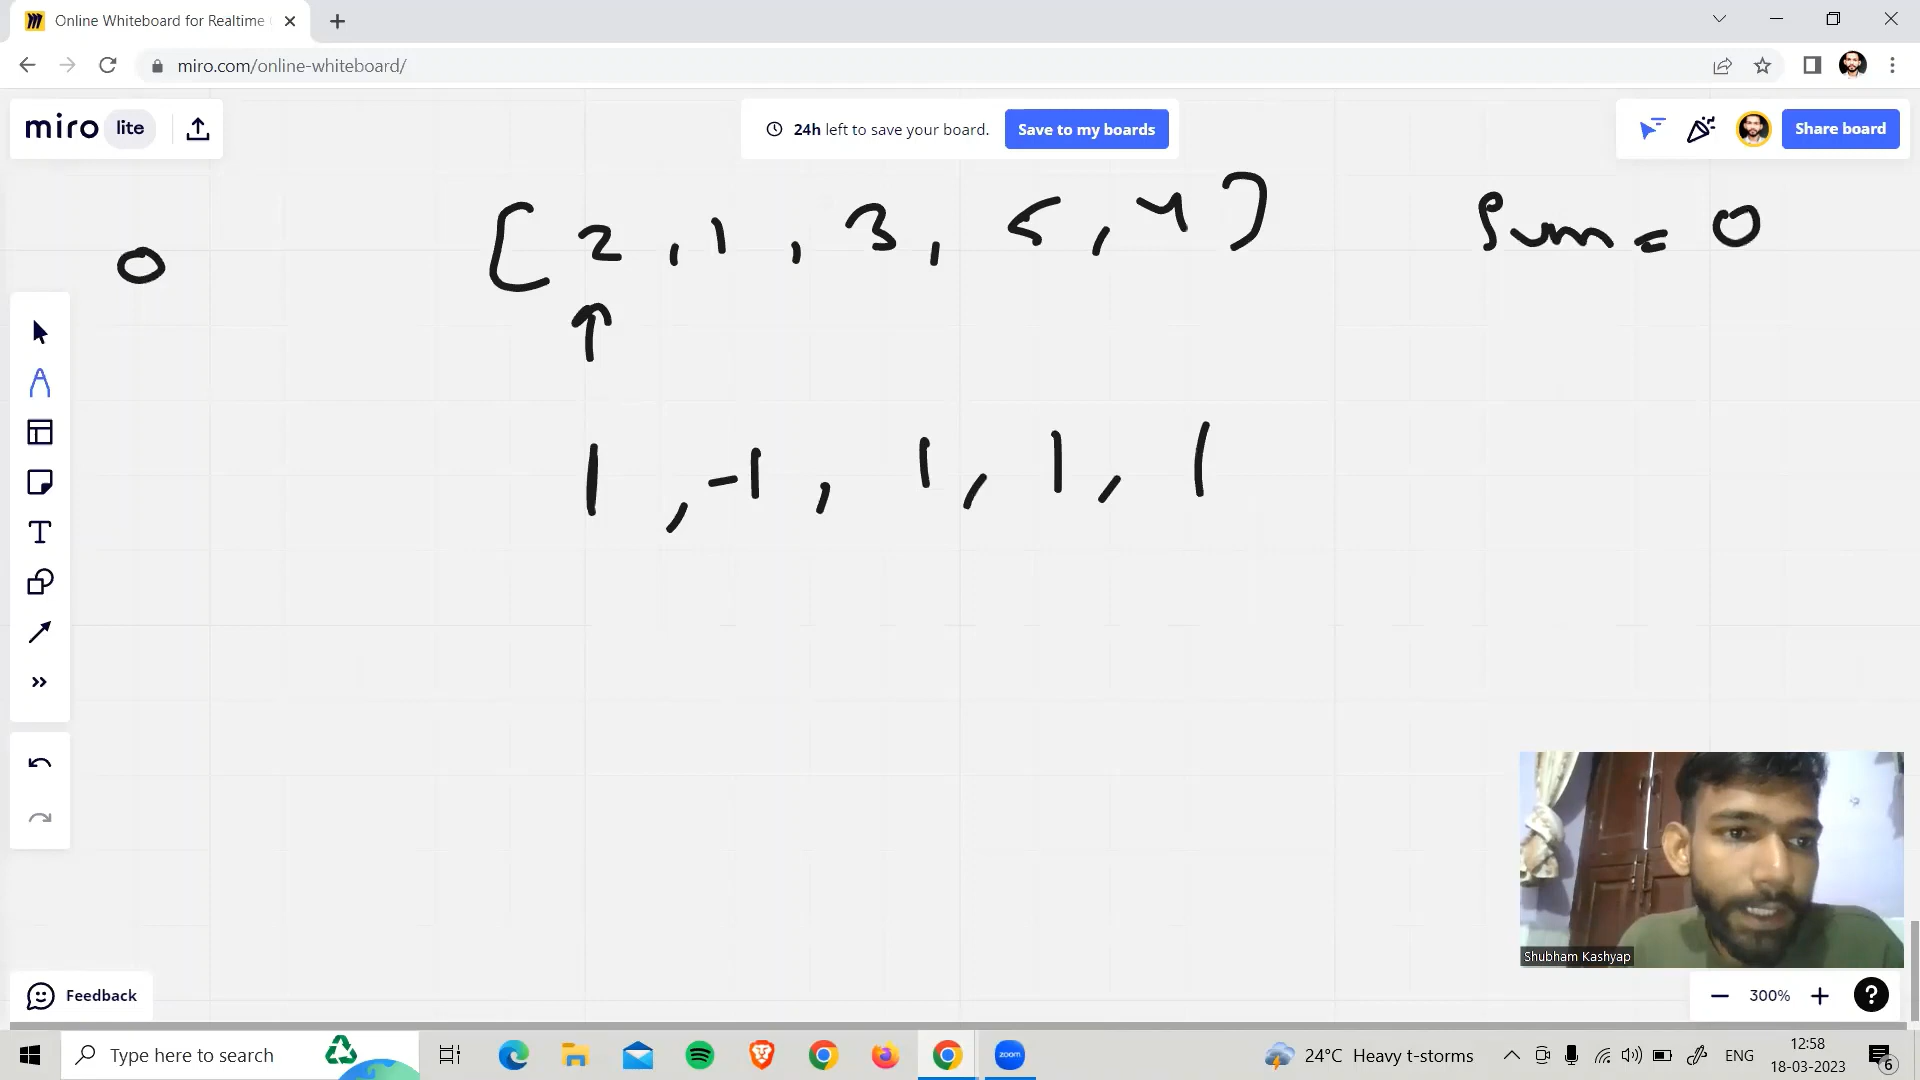 Online Whiteboard for Realtime
miro.com/online-whiteboard/
miro lite
24h left to save your board.
Save to my boards
Share board
0
[2, 1, 3, 5, 4]
Sum = 0
1, -1, 1, 1, 1
T
Shubham Kashyap
Feedback
300%
?
Type here to search
zoom
24°C Heavy t-storms
ENG
12:58
18-03-2023
6